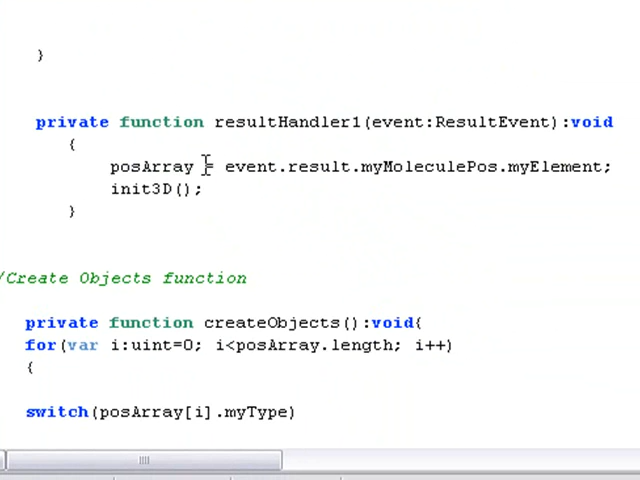 }
private function resultHandler1(event:ResultEvent):void
{
posArray = event.result.myMoleculePos.myElement;
init3D();
}
/Create Objects function
private function createObjects():void{
for(var i:uint=0; i<posArray.length; i++)
{
switch(posArray[i].myType)